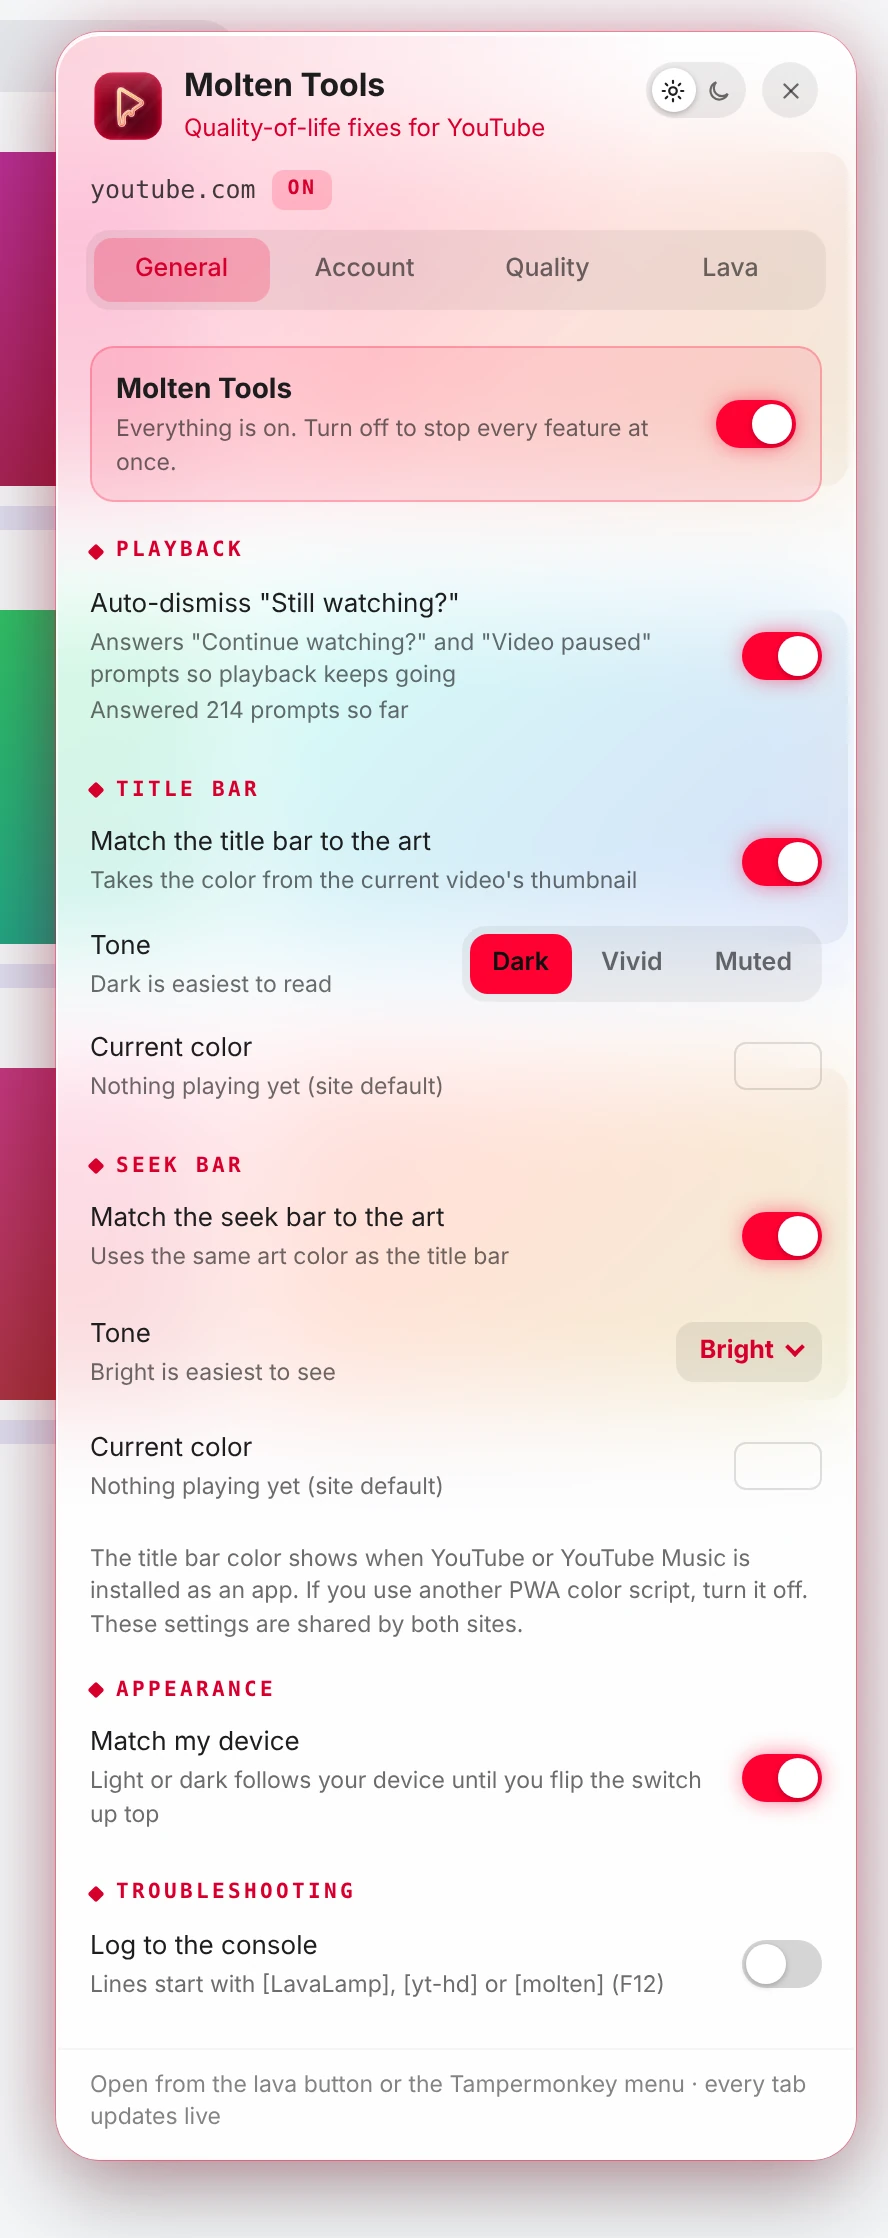 Molten Tools
Quality-of-life fixes for YouTube
youtube.com ON
General Account Quality Lava
Molten Tools
Everything is on. Turn off to stop every feature at
once.
PLAYBACK
Auto-dismiss "Still watching?"
Answers "Continue watching?" and "Video paused"
prompts so playback keeps going
Answered 214 prompts so far
TITLE BAR
Match the title bar to the art
Takes the color from the current video's thumbnail
Tone
Dark is easiest to read
Dark Vivid Muted
Current color
Nothing playing yet (site default)
SEEK BAR
Match the seek bar to the art
Uses the same art color as the title bar
Tone
Bright is easiest to see
Bright
Current color
Nothing playing yet (site default)
The title bar color shows when YouTube or YouTube Music is
installed as an app. If you use another PWA color script, turn it off.
These settings are shared by both sites.
APPEARANCE
Match my device
Light or dark follows your device until you flip the switch
up top
TROUBLESHOOTING
Log to the console
Lines start with [LavaLamp], [yt-hd] or [molten] (F12)
Open from the lava button or the Tampermonkey menu · every tab
updates live